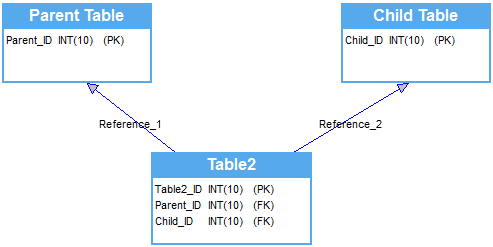 Parent Table
Child Table
Parent_ID INT(10) (PK)
Child_ID INT(10) (PK)
Reference_1
Reference_2
Table2
Table2_ID INT(10) (PK)
Parent_ID INT(10) (FK)
Child_ID INT(10) (FK)